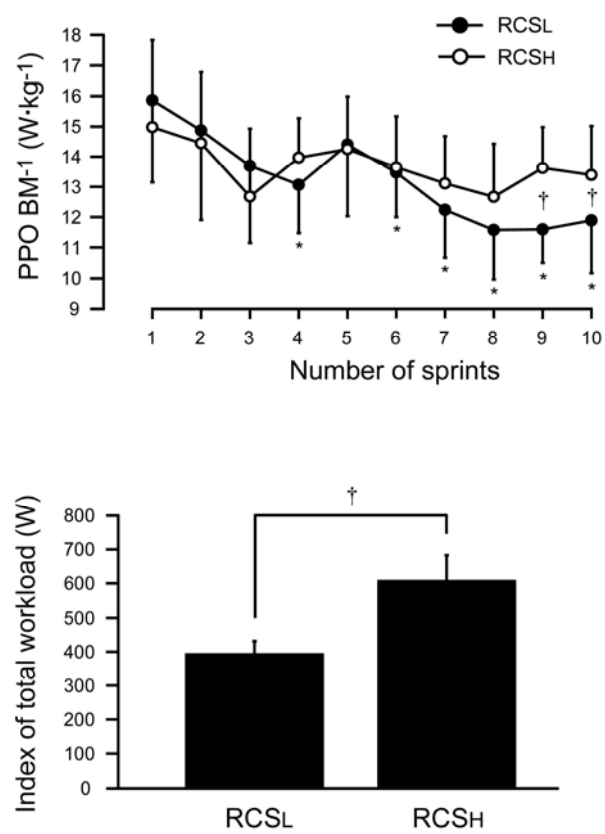 RCSL
RCSH
18
17
16
15
14
13
12
11
10
9
PPO BM-1 (W·kg-1)
† †
* * * * * *
1 2 3 4 5 6 7 8 9 10
Number of sprints
†
800
700
600
500
400
300
200
100
0
Index of total workload (W)
RCSL RCSH